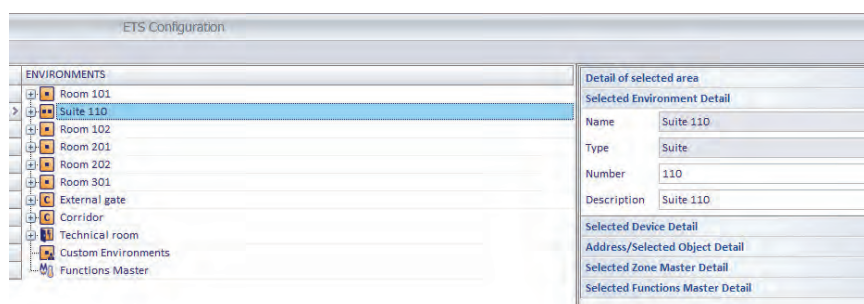 ETS Configuration
ENVIRONMENTS
Room 101
Suite 110
Room 102
Room 201
Room 202
Room 301
C External gate
C Corridor
Technical room
Custom Environments
Functions Master
Detail of selected area
Selected Environment Detail
Name Suite 110
Type Suite
Number 110
Description Suite 110
Selected Device Detail
Address/Selected Object Detail
Selected Zone Master Detail
Selected Functions Master Detail